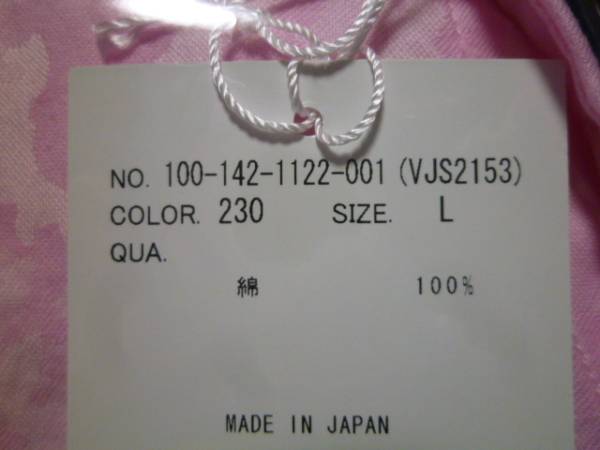 NO. 100-142-1122-001 (VJS2153)
COLOR. 230 SIZE. L
QUA.
綿 100%
MADE IN JAPAN